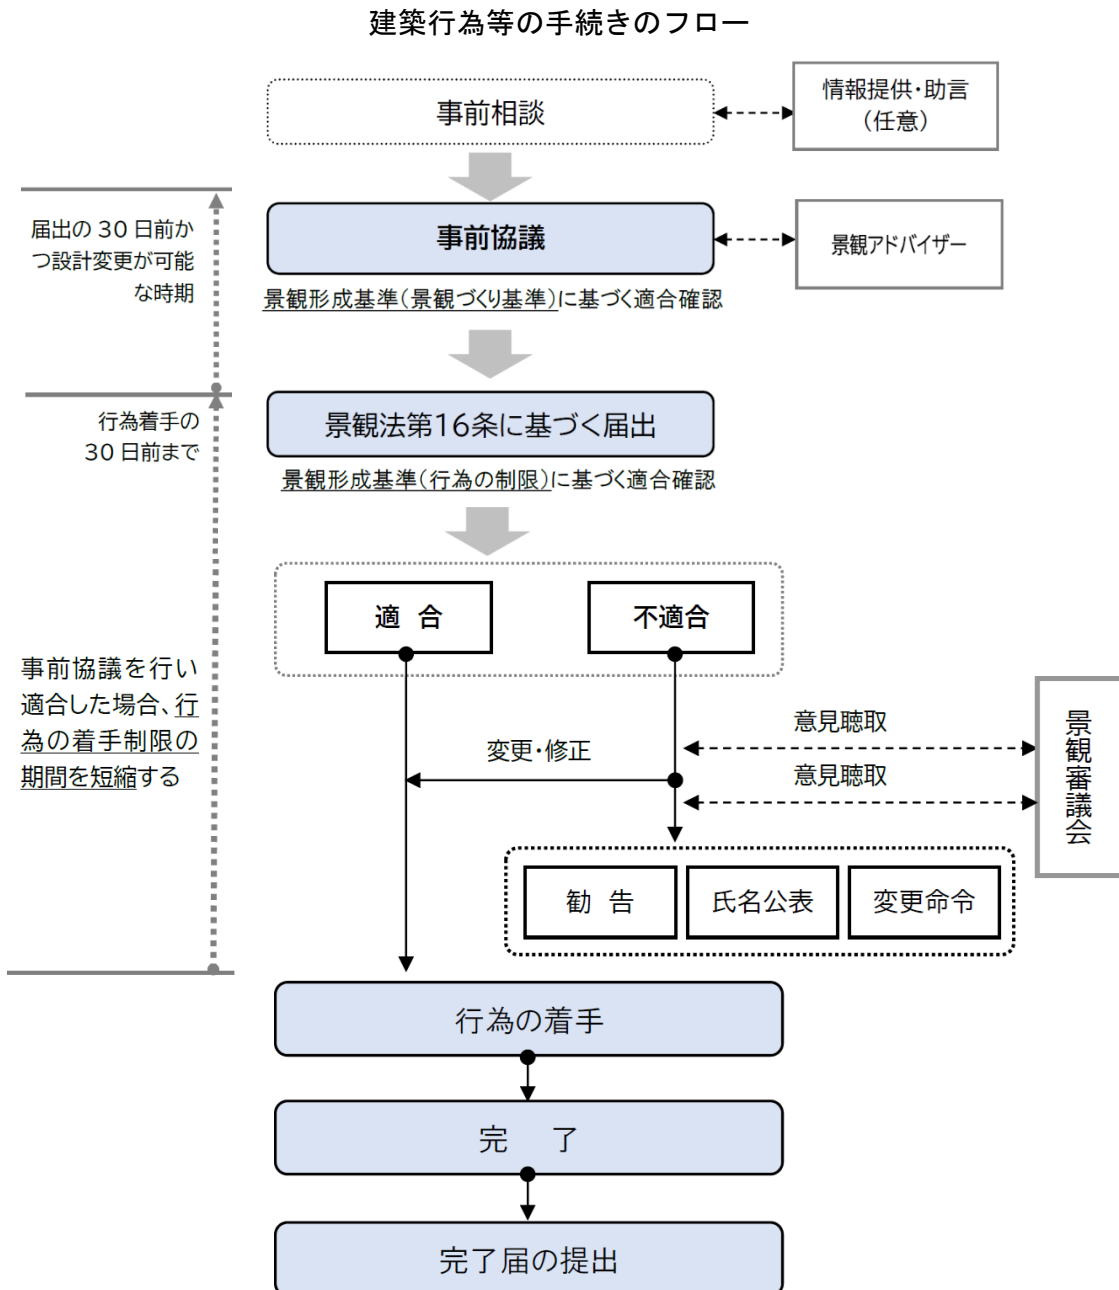 建築行為等の手続きのフロー
事前相談
情報提供・助言
（任意）
届出の 30 日前か
つ設計変更が可能
な時期
事前協議
景観アドバイザー
景観形成基準（景観づくり基準）に基づく適合確認
行為着手の
30 日前まで
景観法第16条に基づく届出
景観形成基準（行為の制限）に基づく適合確認
適 合
不適合
事前協議を行い
適合した場合、行
為の着手制限の
期間を短縮する
変更・修正
意見聴取
意見聴取
景観審議会
勧 告
氏名公表
変更命令
行為の着手
完 了
完了届の提出